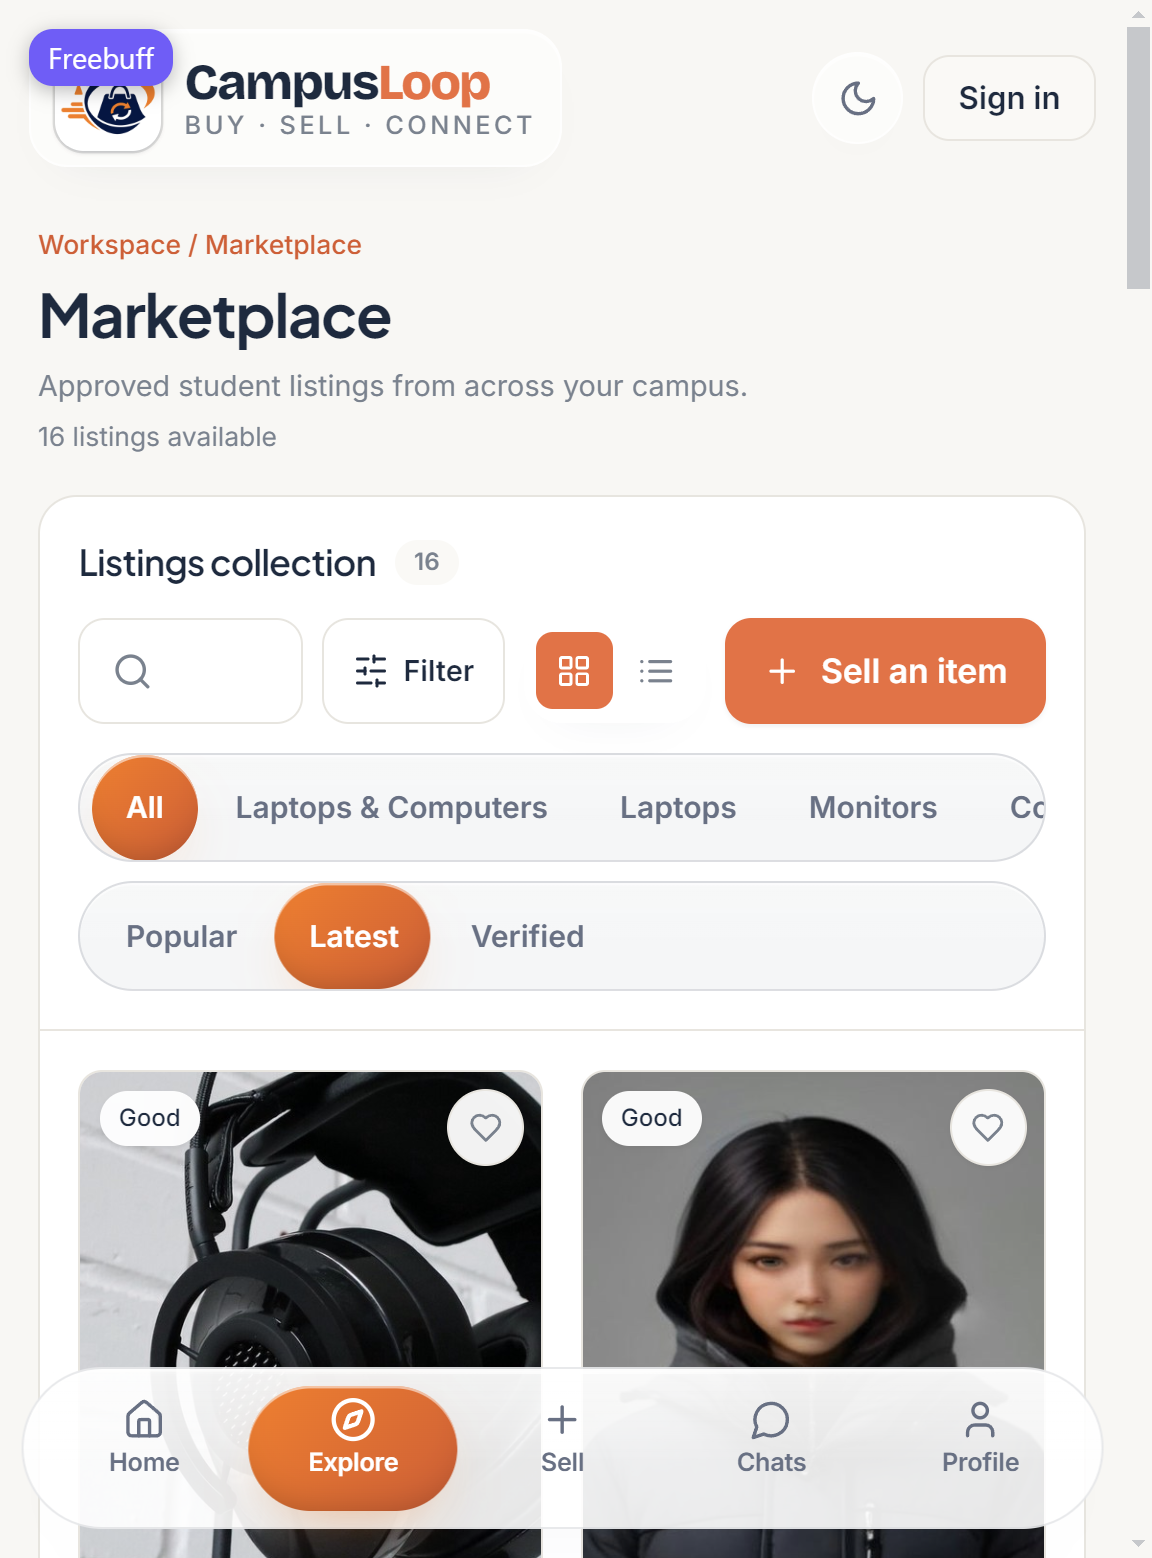 Freebuff
CampusLoop
BUY · SELL · CONNECT
Sign in
Workspace / Marketplace
Marketplace
Approved student listings from across your campus.
16 listings available
Listings collection 16
Filter
+ Sell an item
All Laptops & Computers Laptops Monitors Co
Popular Latest Verified
Good
Good
Home Explore Sell Chats Profile